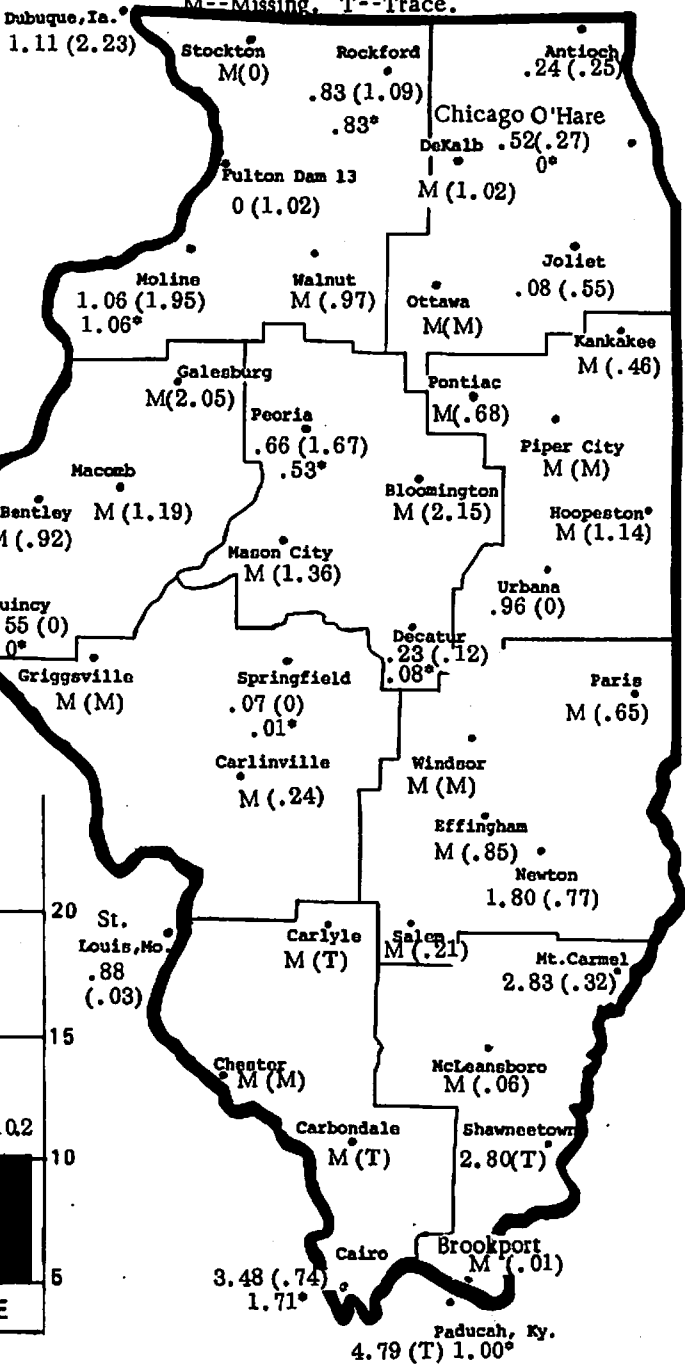 M--Missing. T--Trace.
Dubuque,Ia.
1.11 (2.23)
Stockton
M(0)
Rockford
.83 (1.09)
.83*
Antioch
.24 (.25)
Chicago O'Hare
.52(.27)
0*
DeKalb
M (1.02)
Fulton Dam 13
0 (1.02)
Moline
1.06 (1.95)
1.06*
Walnut
M (.97)
Ottawa
M(M)
Joliet
.08 (.55)
Kankakee
M (.46)
Galesburg
M(2.05)
Peoria
.66 (1.67)
.53*
Pontiac
M(.68)
Piper City
M (M)
Macomb
M (1.19)
Bentley
(.92)
Bloomington
M (2.15)
Hoopeston
M (1.14)
Mason City
M (1.36)
Urbana
.96 (0)
uincy
55 (0)
0*
Griggsville
M (M)
Springfield
.07 (0)
.01*
Decatur
.23 (.12)
.08*
Paris
M (.65)
Carlinville
M (.24)
Windsor
M (M)
Effingham
M (.85)
Newton
1.80 (.77)
20
St.
Louis,Mo.
.88
(.03)
Carlyle
M (T)
Salem
M (.21)
Mt.Carmel
2.83 (.32)
15
Chester
M (M)
McLeansboro
M (.06)
0.2
10
Carbondale
M (T)
Shawneetown
2.80(T)
5
E
Cairo
3.48 (.74)
1.71*
Brookport
M (.01)
Paducah, Ky.
4.79 (T) 1.00*